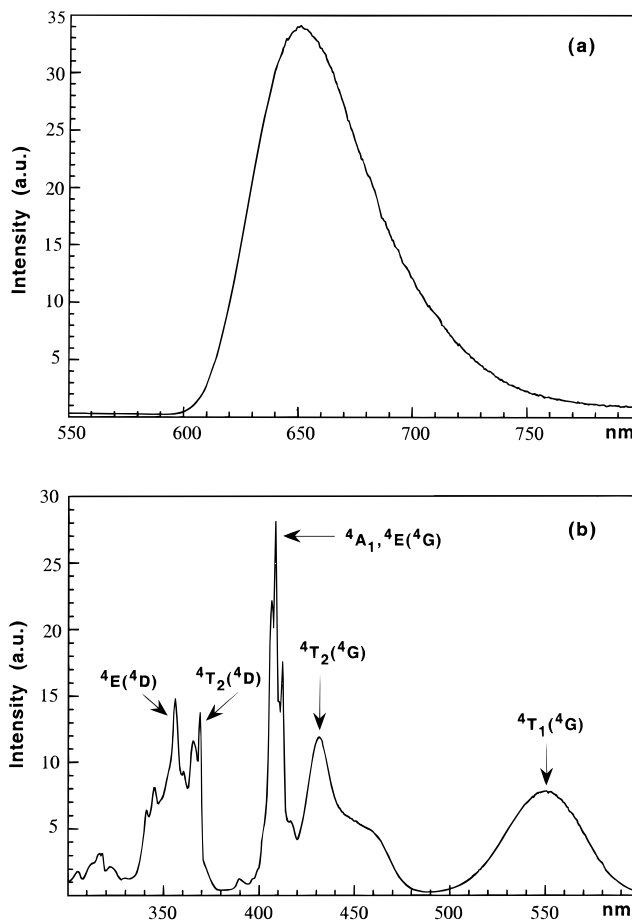 35
(a)
30
25
20
15
10
5
Intensity (a.u.)
550 600 650 700 750 nm
30
(b)
⁴A₁,⁴E(⁴G)
25
20
⁴T₂(⁴G)
⁴E(⁴D) ⁴T₂(⁴D)
⁴T₁(⁴G)
15
10
5
Intensity (a.u.)
350 400 450 500 550 nm